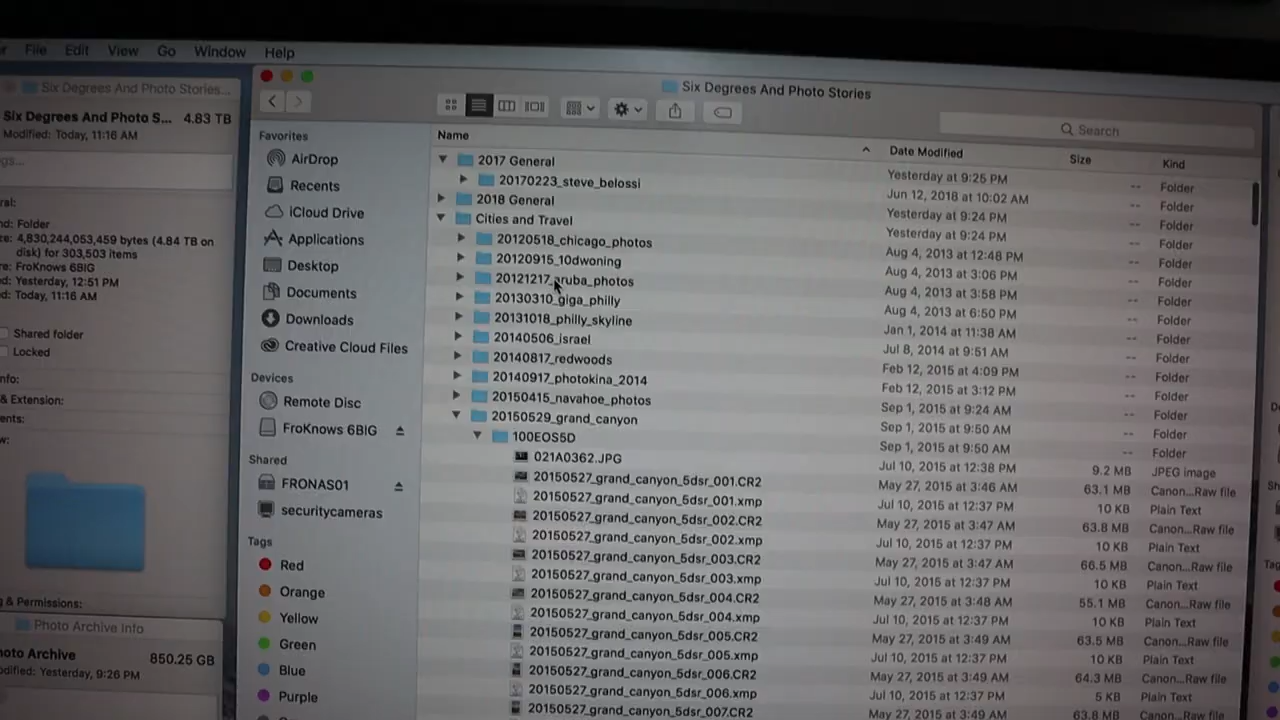 File Edit View Go Window Help
Six Degrees And Photo Stories...
Six Degrees And Photo S... 4.83 TB
Modified: Today, 11:16 AM
Folder
4,830,244,053,459 bytes (4.84 TB on
disk) for 303,503 items
FroKnows 6BIG
Yesterday, 12:51 PM
Today, 11:16 AM
Shared folder
Locked
& Extension:
& Permissions:
Photo Archive Info
850.25 GB
Yesterday, 9:26 PM
Six Degrees And Photo Stories
Search
Favorites
AirDrop
Recents
iCloud Drive
Applications
Desktop
Documents
Downloads
Creative Cloud Files
Devices
Remote Disc
FroKnows 6BIG
Shared
FRONAS01
securitycameras
Tags
Red
Orange
Yellow
Green
Blue
Purple
Name Date Modified Size Kind
2017 General Yesterday at 9:25 PM -- Folder
20170223_steve_belossi Jun 12, 2018 at 10:02 AM -- Folder
2018 General Yesterday at 9:24 PM -- Folder
Cities and Travel Yesterday at 9:24 PM -- Folder
20120518_chicago_photos Aug 4, 2013 at 12:48 PM -- Folder
20120915_10dwoning Aug 4, 2013 at 3:06 PM -- Folder
20121217_aruba_photos Aug 4, 2013 at 3:58 PM -- Folder
20130310_giga_philly Aug 4, 2013 at 6:50 PM -- Folder
20131018_philly_skyline Jan 1, 2014 at 11:38 AM -- Folder
20140506_israel Jul 8, 2014 at 9:51 AM -- Folder
20140817_redwoods Feb 12, 2015 at 4:09 PM -- Folder
20140917_photokina_2014 Feb 12, 2015 at 3:12 PM -- Folder
20150415_navahoe_photos Sep 1, 2015 at 9:24 AM -- Folder
20150529_grand_canyon Sep 1, 2015 at 9:50 AM -- Folder
100EOS5D Sep 1, 2015 at 9:50 AM -- Folder
021A0362.JPG Jul 10, 2015 at 12:38 PM 9.2 MB JPEG image
20150527_grand_canyon_5dsr_001.CR2 May 27, 2015 at 3:46 AM 63.1 MB Canon...Raw file
20150527_grand_canyon_5dsr_001.xmp Jul 10, 2015 at 12:37 PM 10 KB Plain Text
20150527_grand_canyon_5dsr_002.CR2 May 27, 2015 at 3:47 AM 63.8 MB Canon...Raw file
20150527_grand_canyon_5dsr_002.xmp Jul 10, 2015 at 12:37 PM 10 KB Plain Text
20150527_grand_canyon_5dsr_003.CR2 May 27, 2015 at 3:47 AM 66.5 MB Canon...Raw file
20150527_grand_canyon_5dsr_003.xmp Jul 10, 2015 at 12:37 PM 10 KB Plain Text
20150527_grand_canyon_5dsr_004.CR2 May 27, 2015 at 3:48 AM 55.1 MB Canon...Raw file
20150527_grand_canyon_5dsr_004.xmp Jul 10, 2015 at 12:37 PM 10 KB Plain Text
20150527_grand_canyon_5dsr_005.CR2 May 27, 2015 at 3:49 AM 63.5 MB Canon...Raw file
20150527_grand_canyon_5dsr_005.xmp Jul 10, 2015 at 12:37 PM 10 KB Plain Text
20150527_grand_canyon_5dsr_006.CR2 May 27, 2015 at 3:49 AM 64.3 MB Canon...Raw file
20150527_grand_canyon_5dsr_006.xmp Jul 10, 2015 at 12:37 PM 5 KB Plain Text
20150527_grand_canyon_5dsr_007.CR2 May 27, 2015 at 3:49 AM 63.8 MB Canon...Raw file